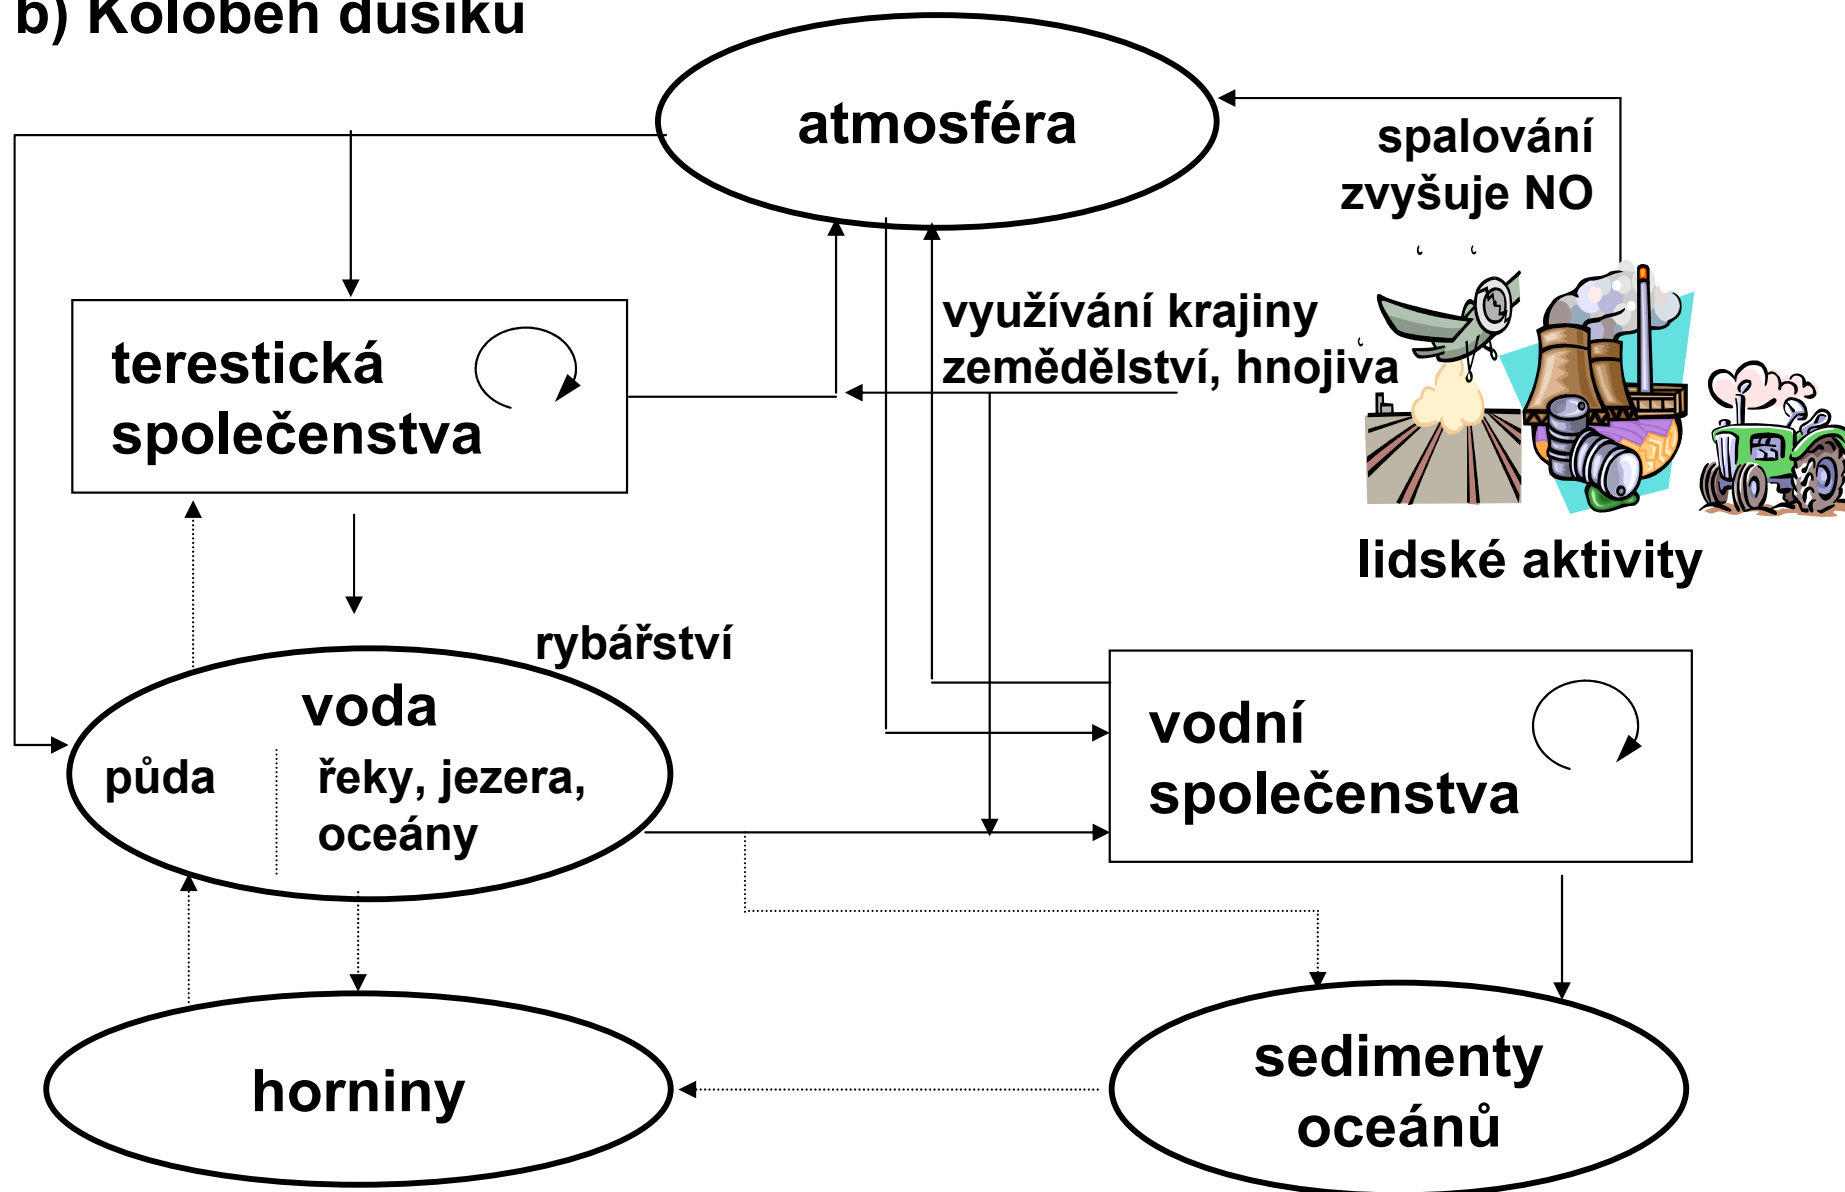 b) Koloběh dusíku
atmosféra
spalování
zvyšuje NO
využívání krajiny
zemědělství, hnojiva
terestická
společenstva
lidské aktivity
rybářství
voda
půda
řeky, jezera,
oceány
vodní
společenstva
horniny
sedimenty
oceánů